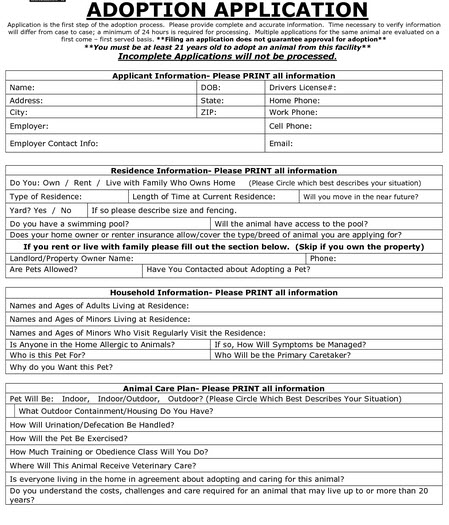 ADOPTION APPLICATION
Application is the first step of the adoption process. Please provide complete and accurate information. Time necessary to verify information
will differ from case to case; a minimum of 24 hours is required for processing. Multiple applications for the same animal are evaluated on a
first come – first served basis. **Filing an application does not guarantee approval for adoption**
**You must be at least 21 years old to adopt an animal from this facility**
Incomplete Applications will not be processed.
Applicant Information- Please PRINT all information
Name: DOB: Drivers License#:
Address: State: Home Phone:
City: ZIP: Work Phone:
Employer: Cell Phone:
Employer Contact Info: Email:
Residence Information- Please PRINT all information
Do You: Own / Rent / Live with Family Who Owns Home (Please Circle which best describes your situation)
Type of Residence: Length of Time at Current Residence: Will you move in the near future?
Yard? Yes / No If so please describe size and fencing.
Do you have a swimming pool? Will the animal have access to the pool?
Does your home owner or renter insurance allow/cover the type/breed of animal you are applying for?
If you rent or live with family please fill out the section below. (Skip if you own the property)
Landlord/Property Owner Name: Phone:
Are Pets Allowed? Have You Contacted about Adopting a Pet?
Household Information- Please PRINT all information
Names and Ages of Adults Living at Residence:
Names and Ages of Minors Living at Residence:
Names and Ages of Minors Who Visit Regularly Visit the Residence:
Is Anyone in the Home Allergic to Animals? If so, How Will Symptoms be Managed?
Who is this Pet For? Who Will be the Primary Caretaker?
Why do you Want this Pet?
Animal Care Plan- Please PRINT all information
Pet Will Be: Indoor, Indoor/Outdoor, Outdoor? (Please Circle Which Best Describes Your Situation)
What Outdoor Containment/Housing Do You Have?
How Will Urination/Defecation Be Handled?
How Will the Pet Be Exercised?
How Much Training or Obedience Class Will You Do?
Where Will This Animal Receive Veterinary Care?
Is everyone living in the home in agreement about adopting and caring for this animal?
Do you understand the costs, challenges and care required for an animal that may live up to or more than 20
years?